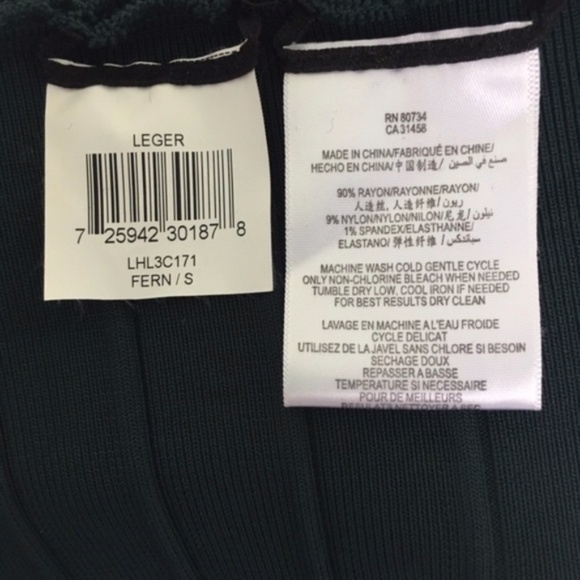 LEGER
7 25942 30187 8
LHL3C171
FERN / S
RN 80734
CA 31458
MADE IN CHINA/FABRIQUÉ EN CHINE/
HECHO EN CHINA/中国制造/ صنع في الصين
90% RAYON/RAYONNE/RAYON/
人造丝, 人造纤维/ ريون/
9% NYLON/NYLON/NILON/尼龙/ نيلون/
1% SPANDEX/ELASTHANNE/
ELASTANO/ 弹性纤维/ سباندكس
MACHINE WASH COLD GENTLE CYCLE
ONLY NON-CHLORINE BLEACH WHEN NEEDED
TUMBLE DRY LOW. COOL IRON IF NEEDED
FOR BEST RESULTS DRY CLEAN
LAVAGE EN MACHINE A L'EAU FROIDE
CYCLE DELICAT
UTILISEZ DE LA JAVEL SANS CHLORE SI BESOIN
SECHAGE DOUX
REPASSER A BASSE
TEMPERATURE SI NECESSAIRE
POUR DE MEILLEURS
RESULTATS NETTOYER A SEC